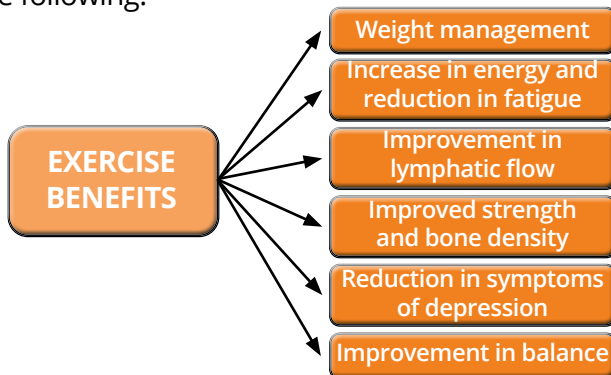 following:
EXERCISE
BENEFITS
Weight management
Increase in energy and
reduction in fatigue
Improvement in
lymphatic flow
Improved strength
and bone density
Reduction in symptoms
of depression
Improvement in balance